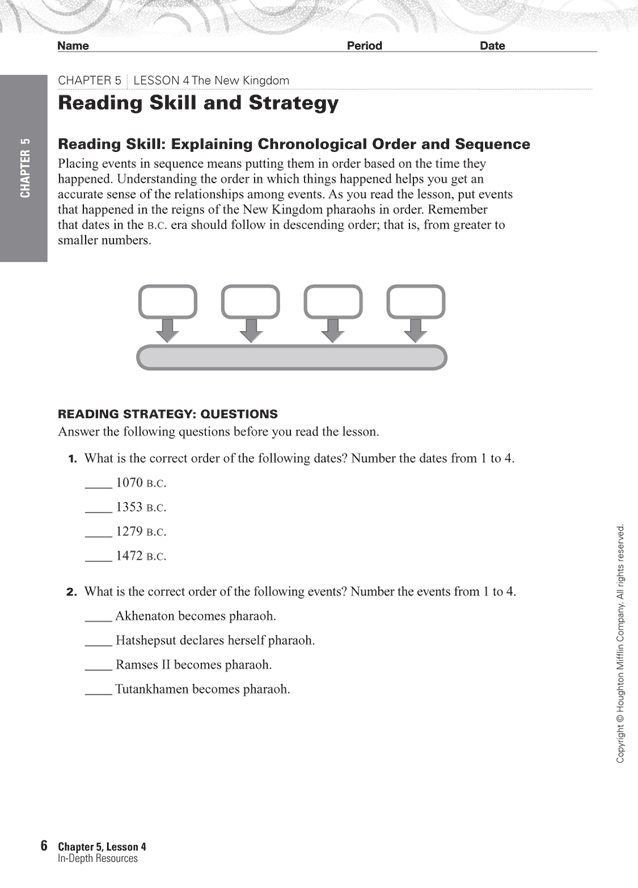 Name Period Date
CHAPTER 5 | LESSON 4 The New Kingdom
Reading Skill and Strategy
CHAPTER 5
Reading Skill: Explaining Chronological Order and Sequence
Placing events in sequence means putting them in order based on the time they
happened. Understanding the order in which things happened helps you get an
accurate sense of the relationships among events. As you read the lesson, put events
that happened in the reigns of the New Kingdom pharaohs in order. Remember
that dates in the B.C. era should follow in descending order; that is, from greater to
smaller numbers.
READING STRATEGY: QUESTIONS
Answer the following questions before you read the lesson.
1. What is the correct order of the following dates? Number the dates from 1 to 4.
____ 1070 B.C.
____ 1353 B.C.
____ 1279 B.C.
____ 1472 B.C.
2. What is the correct order of the following events? Number the events from 1 to 4.
____ Akhenaton becomes pharaoh.
____ Hatshepsut declares herself pharaoh.
____ Ramses II becomes pharaoh.
____ Tutankhamen becomes pharaoh.
Copyright © Houghton Mifflin Company. All rights reserved.
6 Chapter 5, Lesson 4
In-Depth Resources